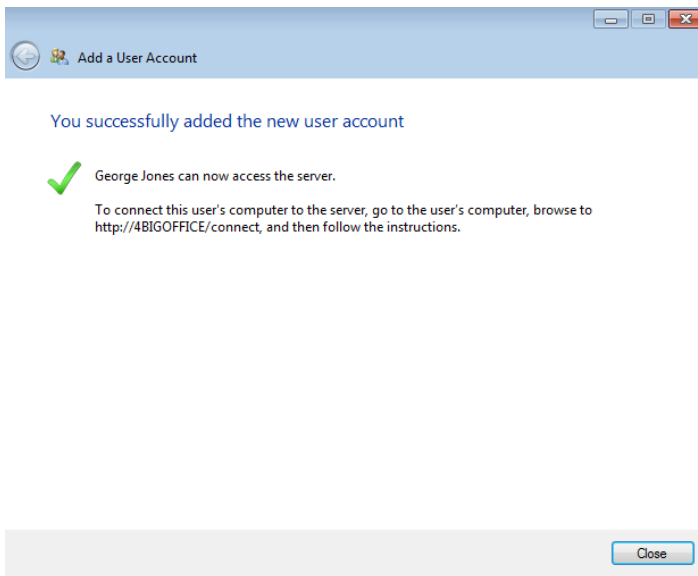 Add a User Account
You successfully added the new user account
George Jones can now access the server.
To connect this user's computer to the server, go to the user's computer, browse to
http://4BIGOFFICE/connect, and then follow the instructions.
Close